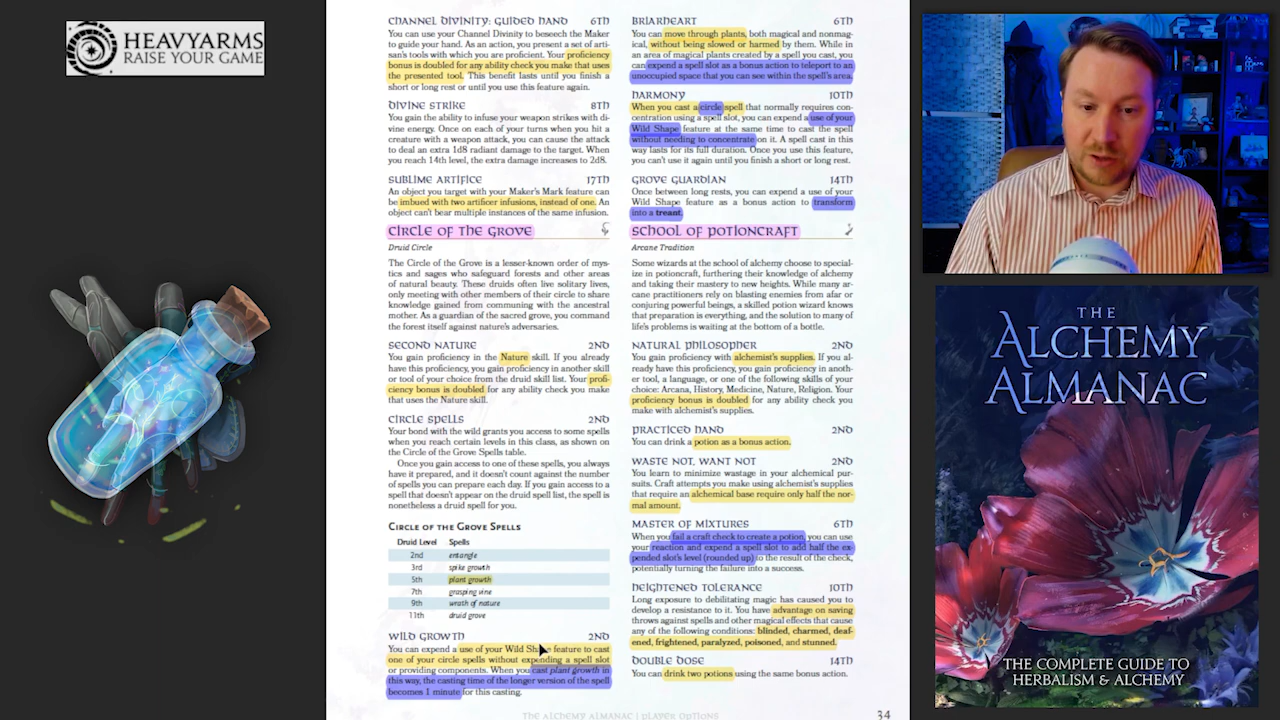 HEAVYARMS
RAISE YOUR GAME
CHANNEL DIVINITY: GUIDED HAND 6TH
You can use your Channel Divinity to beseech the Maker
to guide your hand. As an action, you present a set of arti-
san's tools with which you are proficient. Your proficiency
bonus is doubled for any ability check you make that uses
the presented tool. This benefit lasts until you finish a
short or long rest or until you use this feature again.
DIVINE STRIKE 8TH
You gain the ability to infuse your weapon strikes with di-
vine energy. Once on each of your turns when you hit a
creature with a weapon attack, you can cause the attack
to deal an extra 1d8 radiant damage to the target. When
you reach 14th level, the extra damage increases to 2d8.
SUBLIME ARTIFICE 17TH
An object you target with your Maker's Mark feature can
be imbued with two artificer infusions, instead of one. An
object can't bear multiple instances of the same infusion.
CIRCLE OF THE GROVE
Druid Circle
The Circle of the Grove is a lesser-known order of mys-
tics and sages who safeguard forests and other areas
of natural beauty. These druids often live solitary lives,
only meeting with other members of their circle to share
knowledge gained from communing with the ancestral
mother. As a guardian of the sacred grove, you command
the forest itself against nature's adversaries.
SECOND NATURE 2ND
You gain proficiency in the Nature skill. If you already
have this proficiency, you gain proficiency in another skill
or tool of your choice from the druid skill list. Your profi-
ciency bonus is doubled for any ability check you make
that uses the Nature skill.
CIRCLE SPELLS 2ND
Your bond with the wild grants you access to some spells
when you reach certain levels in this class, as shown on
the Circle of the Grove Spells table.
Once you gain access to one of these spells, you always
have it prepared, and it doesn't count against the number
of spells you can prepare each day. If you gain access to a
spell that doesn't appear on the druid spell list, the spell is
nonetheless a druid spell for you.
CIRCLE OF THE GROVE SPELLS
Druid Level Spells
2nd entangle
3rd spike growth
5th plant growth
7th grasping vine
9th wrath of nature
11th druid grove
WILD GROWTH 2ND
You can expend a use of your Wild Shape feature to cast
one of your circle spells without expending a spell slot
or providing components. When you cast plant growth in
this way, the casting time of the longer version of the spell
becomes 1 minute for this casting.
BRIARHEART 6TH
You can move through plants, both magical and nonmag-
ical, without being slowed or harmed by them. While in
an area of magical plants created by a spell you cast, you
can expend a spell slot as a bonus action to teleport to an
unoccupied space that you can see within the spell's area.
HARMONY 10TH
When you cast a circle spell that normally requires con-
centration using a spell slot, you can expend a use of your
Wild Shape feature at the same time to cast the spell
without needing to concentrate on it. A spell cast in this
way lasts for its full duration. Once you use this feature,
you can't use it again until you finish a short or long rest.
GROVE GUARDIAN 14TH
Once between long rests, you can expend a use of your
Wild Shape feature as a bonus action to transform
into a treant.
SCHOOL OF POTIONCRAFT
Arcane Tradition
Some wizards at the school of alchemy choose to special-
ize in potioncraft, furthering their knowledge of alchemy
and taking their mastery to new heights. While many ar-
cane practitioners rely on blasting enemies from afar or
conjuring powerful beings, a skilled potion wizard knows
that preparation is everything, and the solution to many of
life's problems is waiting at the bottom of a bottle.
NATURAL PHILOSOPHER 2ND
You gain proficiency with alchemist's supplies. If you al-
ready have this proficiency, you gain proficiency in anoth-
er tool, a language, or one of the following skills of your
choice: Arcana, History, Medicine, Nature, Religion. Your
proficiency bonus is doubled for any ability check you
make with alchemist's supplies.
PRACTICED HAND 2ND
You can drink a potion as a bonus action.
WASTE NOT, WANT NOT 2ND
You learn to minimize wastage in your alchemical pur-
suits. Craft attempts you make using alchemist's supplies
that require an alchemical base require only half the nor-
mal amount.
MASTER OF MIXTURES 6TH
When you fail a craft check to create a potion, you can use
your reaction and expend a spell slot to add half the ex-
pended slot's level (rounded up) to the result of the check,
potentially turning the failure into a success.
HEIGHTENED TOLERANCE 10TH
Long exposure to debilitating magic has caused you to
develop a resistance to it. You have advantage on saving
throws against spells and other magical effects that cause
any of the following conditions: blinded, charmed, deaf-
ened, frightened, paralyzed, poisoned, and stunned.
DOUBLE DOSE 14TH
You can drink two potions using the same bonus action.
THE ALCHEMY ALMANAC | PLAYER OPTIONS 34
THE
ALCHEMY
ALMANAC
THE COMPLETE GUIDE TO
HERBALISM & ALCHEMY